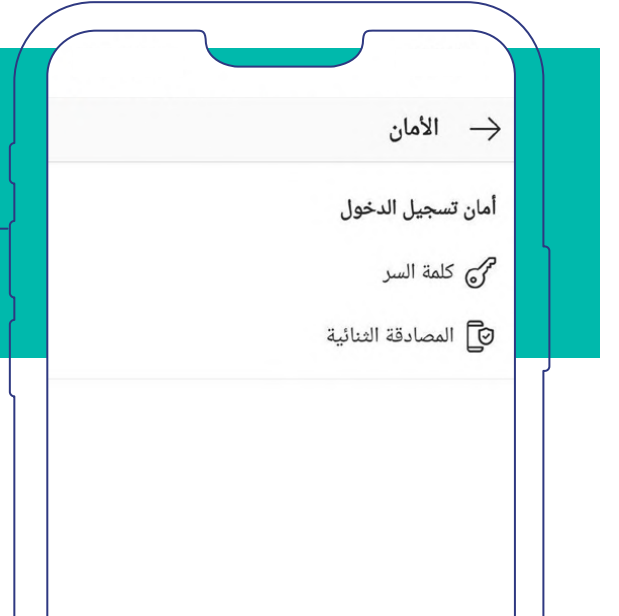 الأمان
أمان تسجيل الدخول
كلمة السر
المصادقة الثنائية